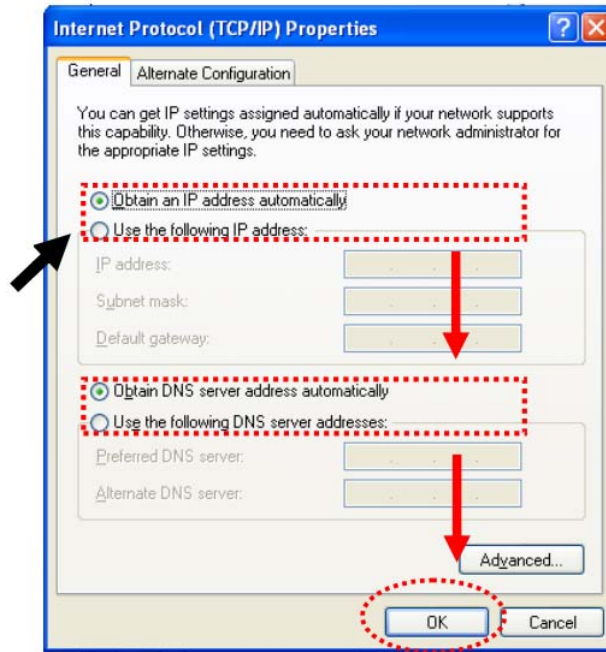 Internet Protocol (TCP/IP) Properties
General
Alternate Configuration
You can get IP settings assigned automatically if your network supports
this capability. Otherwise, you need to ask your network administrator for
the appropriate IP settings.
Obtain an IP address automatically
Use the following IP address:
IP address:
Subnet mask:
Default gateway:
Obtain DNS server address automatically
Use the following DNS server addresses:
Preferred DNS server:
Alternate DNS server:
Advanced...
OK
Cancel